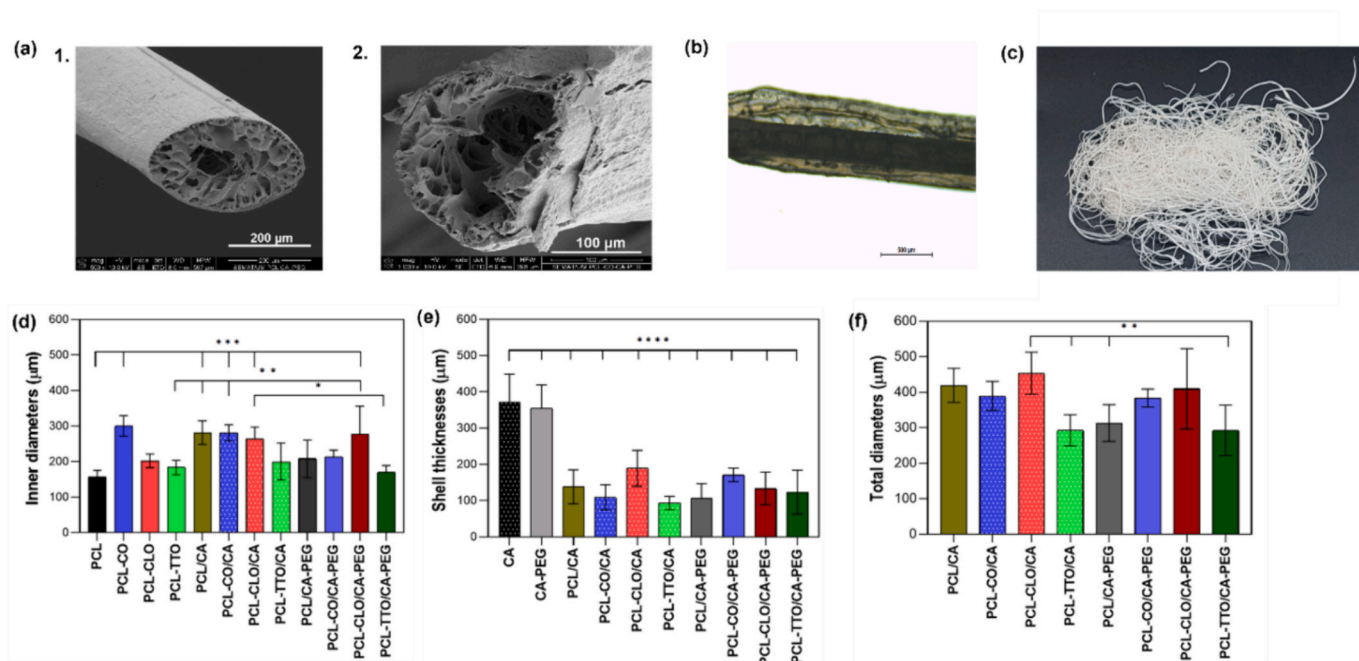 (a) 1.
200 µm
2.
100 µm
(b)
500 µm
(c)
(d)
Inner diameters (µm)
600
500
400
300
200
100
0
***
**
*
PCL
PCL-CO
PCL-CLO
PCL-TTO
PCL/CA
PCL-CO/CA
PCL-CLO/CA
PCL-TTO/CA
PCL/CA-PEG
PCL-CO/CA-PEG
PCL-CLO/CA-PEG
PCL-TTO/CA-PEG
(e)
Shell thicknesses (µm)
600
500
400
300
200
100
0
****
CA
CA-PEG
PCL/CA
PCL-CO/CA
PCL-CLO/CA
PCL-TTO/CA
PCL/CA-PEG
PCL-CO/CA-PEG
PCL-CLO/CA-PEG
PCL-TTO/CA-PEG
(f)
Total diameters (µm)
600
500
400
300
200
100
0
**
PCL/CA
PCL-CO/CA
PCL-CLO/CA
PCL-TTO/CA
PCL/CA-PEG
PCL-CO/CA-PEG
PCL-CLO/CA-PEG
PCL-TTO/CA-PEG